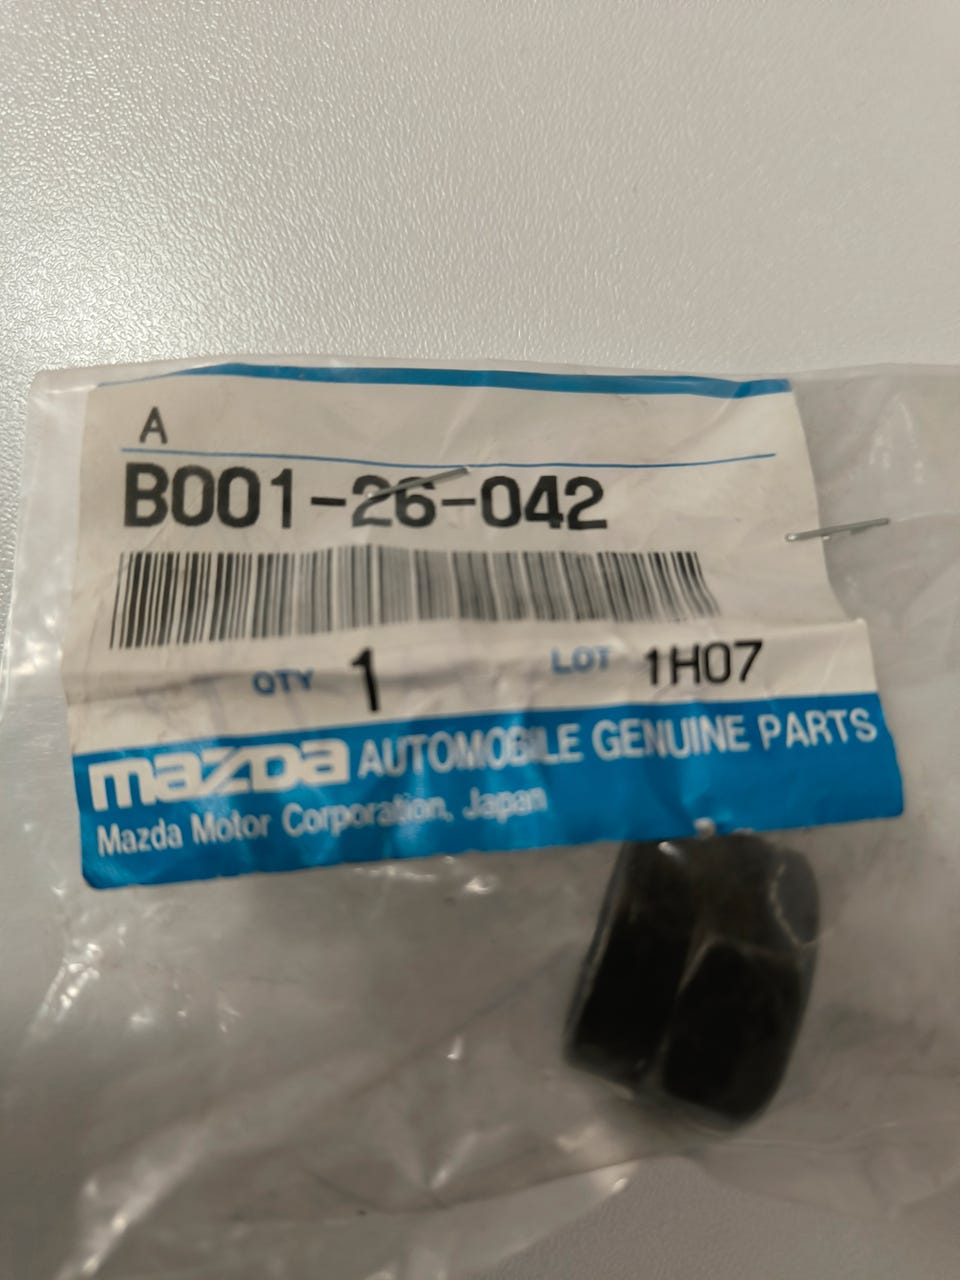 A
B001-26-042
QTY 1 LOT 1H07
mazda AUTOMOBILE GENUINE PARTS
Mazda Motor Corporation, Japan